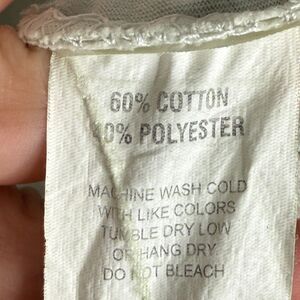 60% COTTON
40% POLYESTER
MACHINE WASH COLD
WITH LIKE COLORS
TUMBLE DRY LOW
OR HANG DRY
DO NOT BLEACH